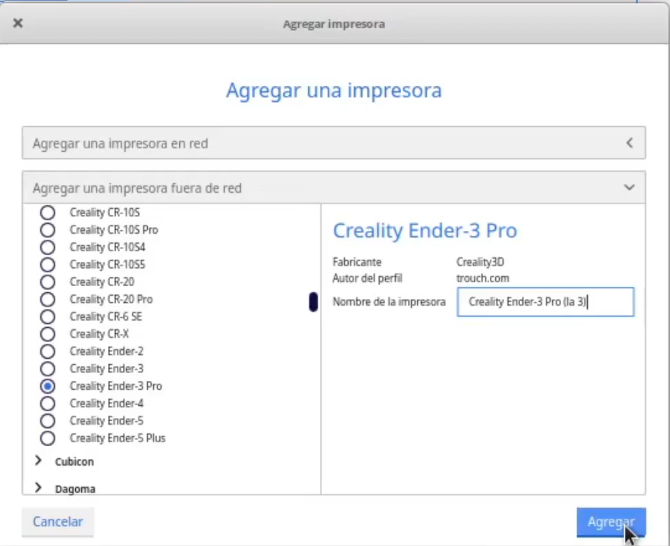 Agregar impresora
Agregar una impresora
Agregar una impresora en red
Agregar una impresora fuera de red
Creality CR-10S
Creality CR-10S Pro
Creality CR-10S4
Creality CR-10S5
Creality CR-20
Creality CR-20 Pro
Creality CR-6 SE
Creality CR-X
Creality Ender-2
Creality Ender-3
Creality Ender-3 Pro
Creality Ender-4
Creality Ender-5
Creality Ender-5 Plus
Cubicon
Dagoma
Creality Ender-3 Pro
Fabricante Creality3D
Autor del perfil trouch.com
Nombre de la impresora Creality Ender-3 Pro (la 3)
Cancelar
Agregar